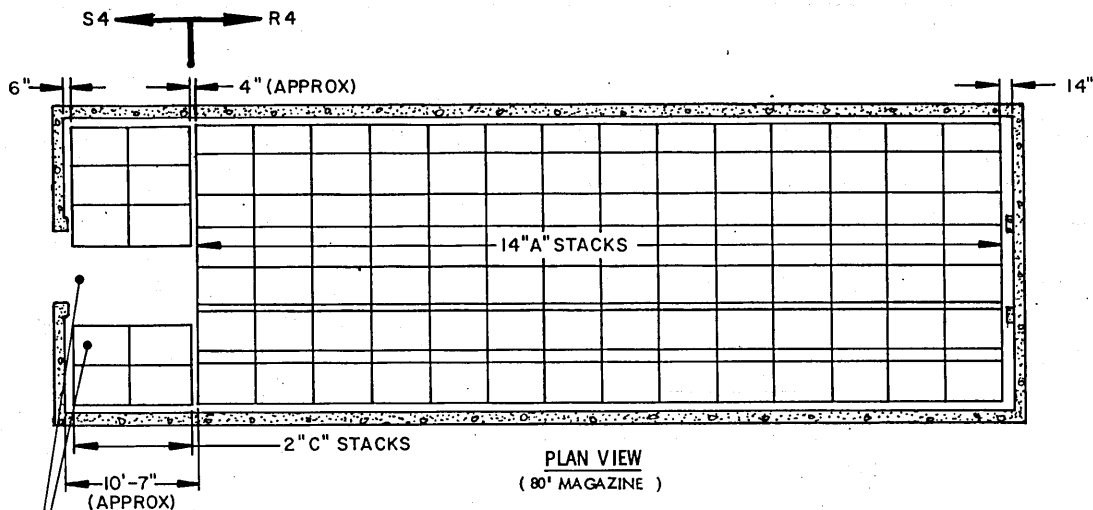 S4 R4
6" 4" (APPROX) 14"
14 "A" STACKS
2 "C" STACKS
10'-7"
(APPROX)
PLAN VIEW
( 80' MAGAZINE )